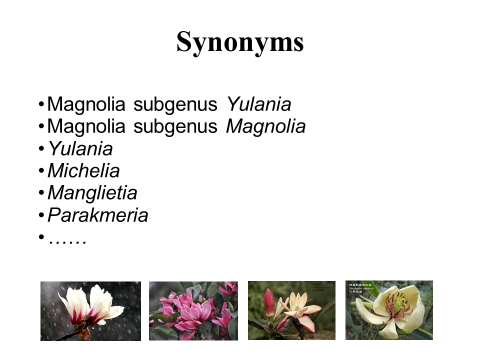 Synonyms
•Magnolia subgenus Yulania
•Magnolia subgenus Magnolia
•Yulania
•Michelia
•Manglietia
•Parakmeria
•……